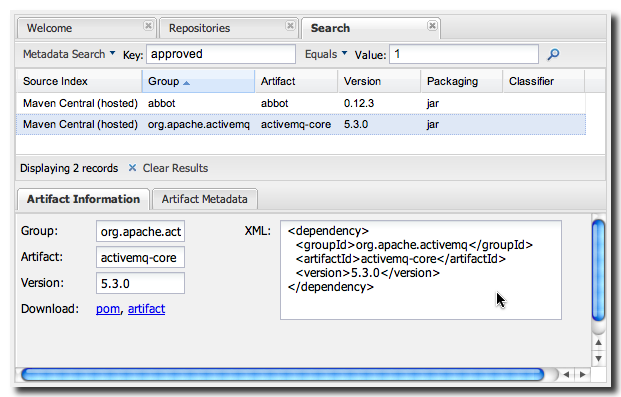 Welcome Repositories Search
Metadata Search Key: approved Equals Value: 1
Source Index Group Artifact Version Packaging Classifier
Maven Central (hosted) abbot abbot 0.12.3 jar
Maven Central (hosted) org.apache.activemq activemq-core 5.3.0 jar
Displaying 2 records Clear Results
Artifact Information Artifact Metadata
Group: org.apache.act XML: <dependency>
<groupId>org.apache.activemq</groupId>
Artifact: activemq-core <artifactId>activemq-core</artifactId>
<version>5.3.0</version>
Version: 5.3.0 </dependency>
Download: pom, artifact